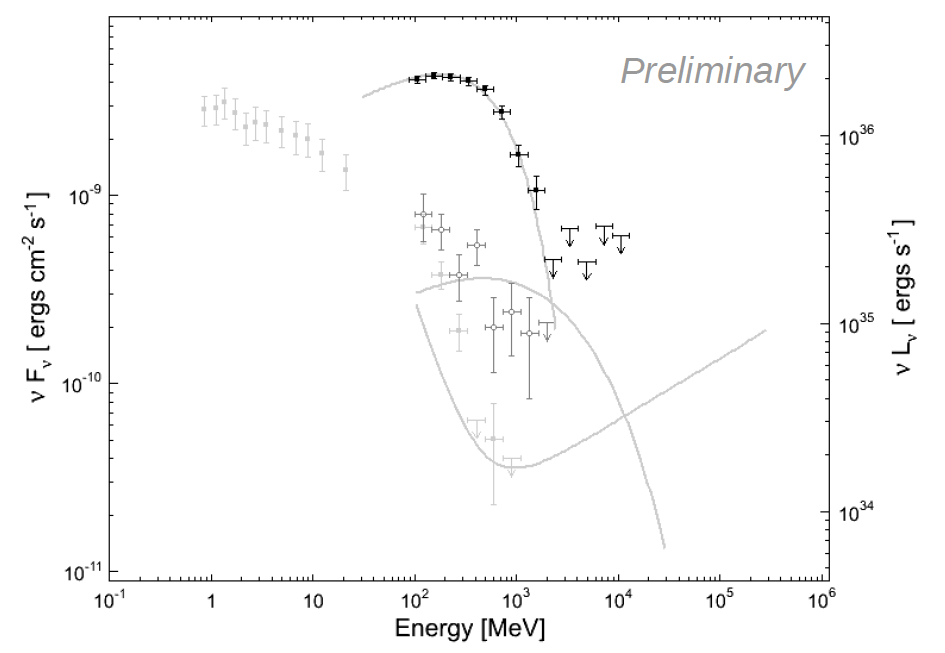 Preliminary
10^-9
10^-10
10^-11
ν F_ν [ ergs cm^-2 s^-1 ]
10^36
10^35
10^34
ν L_ν [ ergs s^-1 ]
10^-1 1 10 10^2 10^3 10^4 10^5 10^6
Energy [MeV]